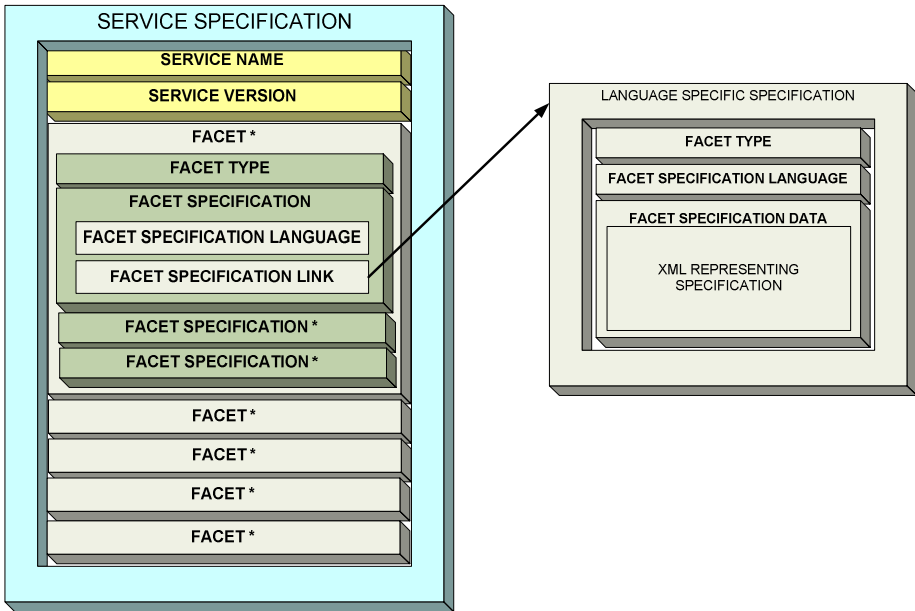 SERVICE SPECIFICATION
SERVICE NAME
SERVICE VERSION
FACET *
FACET TYPE
FACET SPECIFICATION
FACET SPECIFICATION LANGUAGE
FACET SPECIFICATION LINK
FACET SPECIFICATION *
FACET SPECIFICATION *
FACET *
FACET *
FACET *
FACET *
LANGUAGE SPECIFIC SPECIFICATION
FACET TYPE
FACET SPECIFICATION LANGUAGE
FACET SPECIFICATION DATA
XML REPRESENTING
SPECIFICATION